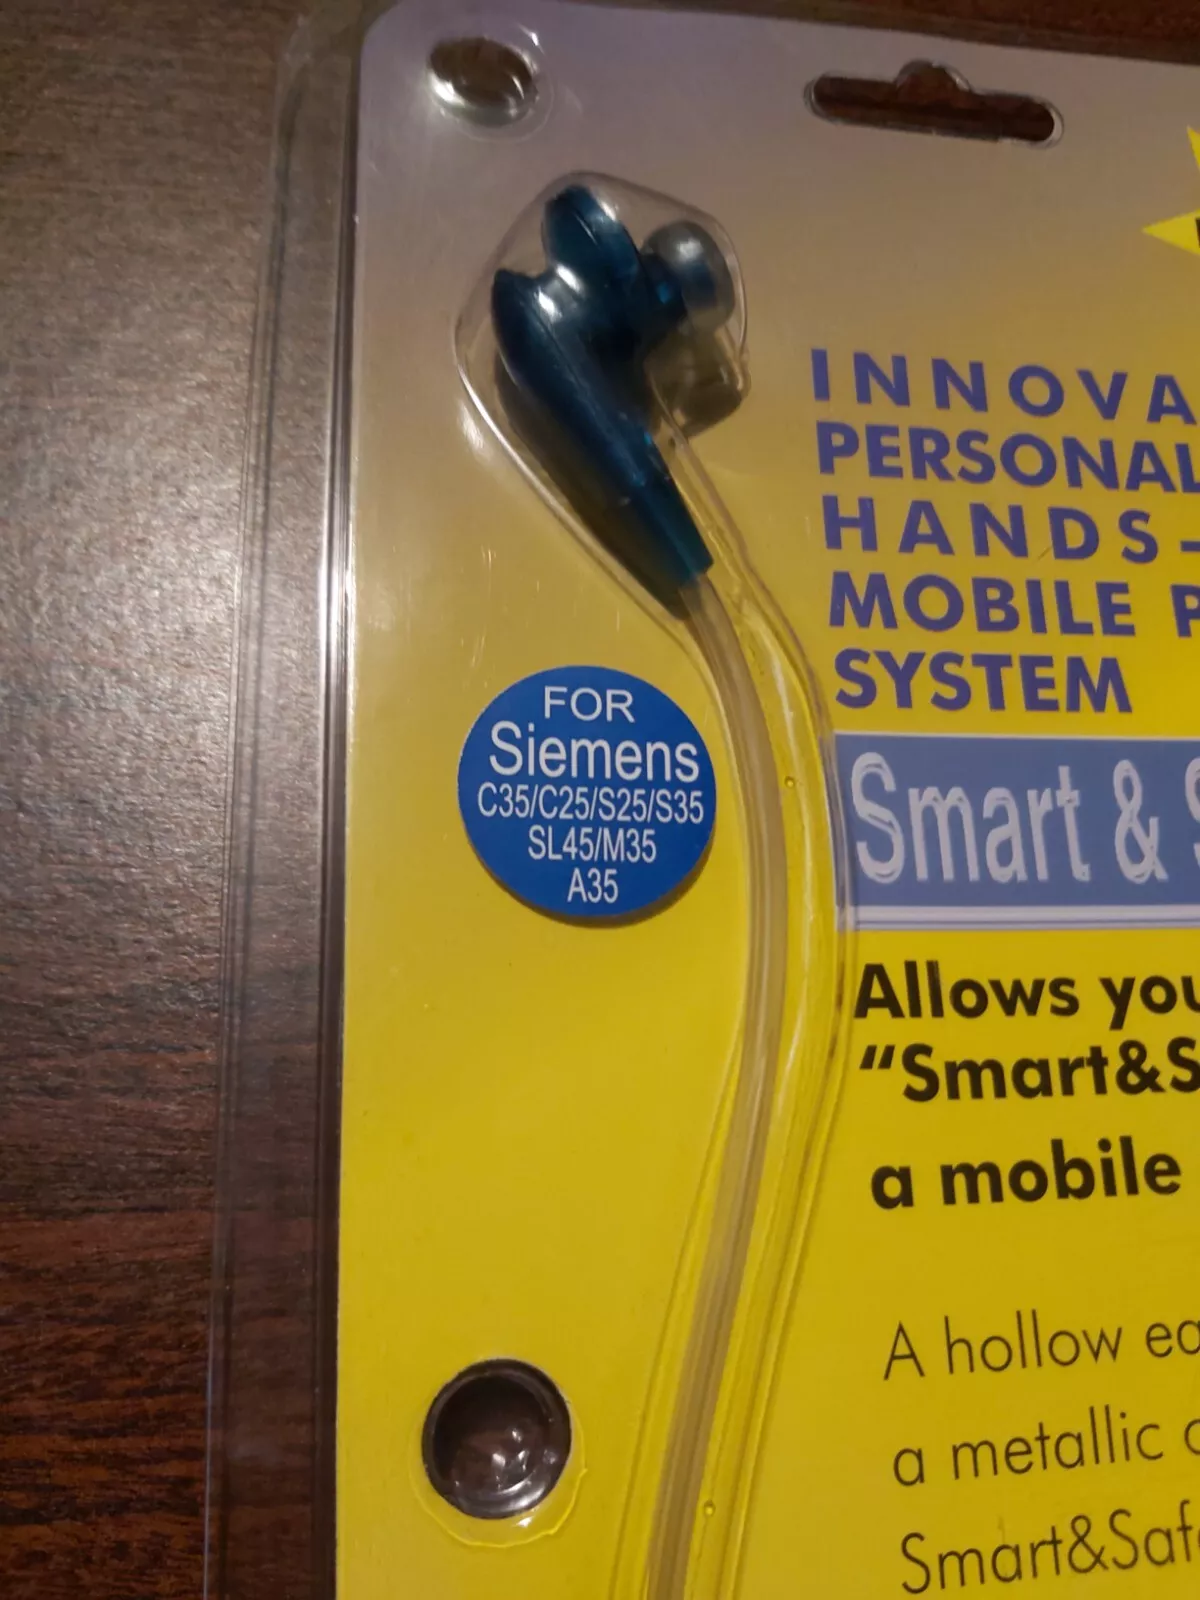 INNOVA
PERSONAL
HANDS-
MOBILE P
SYSTEM
FOR
Siemens
C35/C25/S25/S35
SL45/M35
A35
Smart & S
Allows you
“Smart&S
a mobile
A hollow ea
a metallic c
Smart&Safe